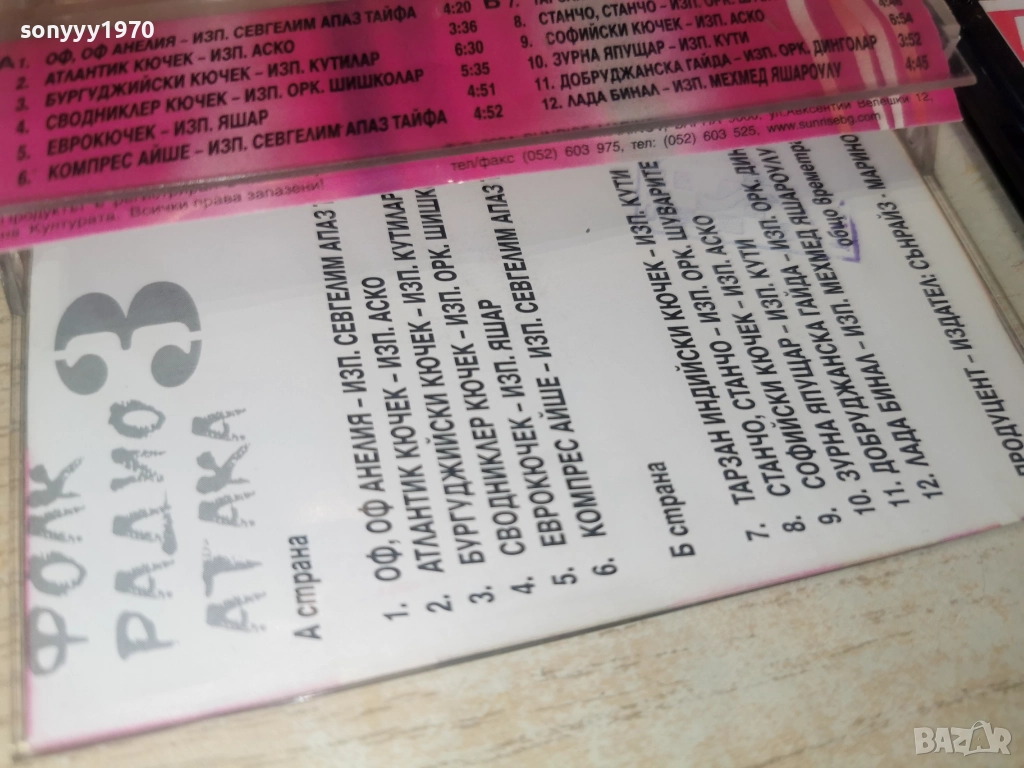 sonyyy1970
A
1. ОФ, ОФ АНЕЛИЯ – ИЗП. СЕВГЕЛИМ АПАЗ ТАЙФА 4:20
2. АТЛАНТИК КЮЧЕК – ИЗП. АСКО 3:36
3. БУРГУДЖИЙСКИ КЮЧЕК – ИЗП. КУТИЛАР 6:30
4. СВОДНИКЛЕР КЮЧЕК – ИЗП. ОРК. ШИШКОЛАР 5:35
5. ЕВРОКЮЧЕК – ИЗП. ЯШАР 4:51
6. КОМПРЕС АЙШЕ – ИЗП. СЕВГЕЛИМ АПАЗ ТАЙФА 4:52
8. СТАНЧО, СТАНЧО – ИЗП. ОРК.
9. СОФИЙСКИ КЮЧЕК – ИЗП. АСКО
10. ЗУРНА ЯПУЩАР – ИЗП. КУТИ 6:54
11. ДОБРУДЖАНСКА ГАЙДА – ИЗП. ОРК. ДИНГОЛАР 3:52
12. ЛАДА БИНАЛ – ИЗП. МЕХМЕД ЯШАРОУЛУ 4:45
тел/факс (052) 603 975, тел: (052) 603 525, www.sunrisebg.com
Културата. Всички права запазени!
ФОЛК
РАДИО
АТАКА
3
А страна
1. ОФ, ОФ АНЕЛИЯ – ИЗП. СЕВГЕЛИМ АПАЗ
2. АТЛАНТИК КЮЧЕК – ИЗП. АСКО
3. БУРГУДЖИЙСКИ КЮЧЕК – ИЗП. КУТИЛАР
4. СВОДНИКЛЕР КЮЧЕК – ИЗП. ОРК. ШИШК
5. ЕВРОКЮЧЕК – ИЗП. ЯШАР
6. КОМПРЕС АЙШЕ – ИЗП. СЕВГЕЛИМ АПАЗ
Б страна
7. ТАРЗАН ИНДИЙСКИ КЮЧЕК – ИЗП. КУТИ
8. СТАНЧО, СТАНЧО – ИЗП. ОРК. ШУВАРИТЕ
9. СОФИЙСКИ КЮЧЕК – ИЗП. АСКО
10. ЗУРНА ЯПУЩАР – ИЗП. КУТИ
11. ДОБРУДЖАНСКА ГАЙДА – ИЗП. ОРК. ДИН
12. ЛАДА БИНАЛ – ИЗП. МЕХМЕД ЯШАРОУЛУ
общо времетр
ПРОДУЦЕНТ – ИЗДАТЕЛ: СЪНРАЙЗ - МАРИНО
BAZAR